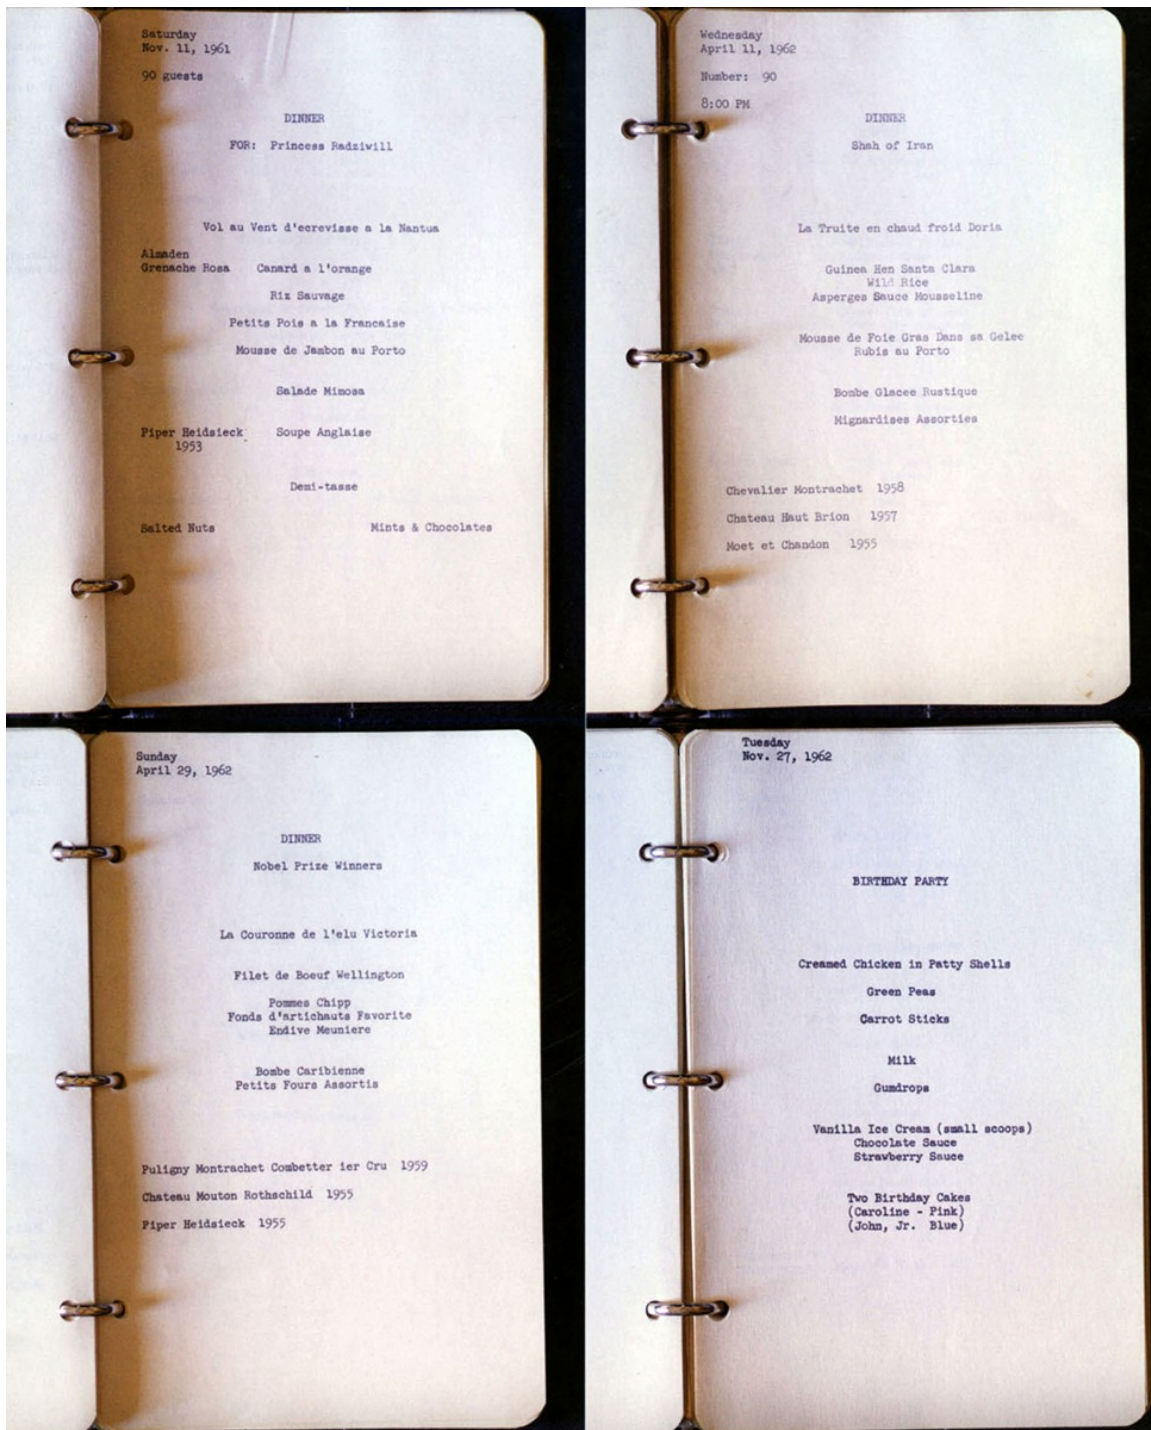 Saturday
Nov. 11, 1961
90 guests
DINNER
FOR: Princess Radziwill
Vol au Vent d'ecrevisse a la Nantua
Almaden
Grenache Rosa Canard a l'orange
Riz Sauvage
Petits Pois a la Francaise
Mousse de Jambon au Porto
Salade Mimosa
Piper Heidsieck Soupe Anglaise
1953
Demi-tasse
Salted Nuts Mints & Chocolates
Wednesday
April 11, 1962
Number: 90
8:00 PM
DINNER
Shah of Iran
La Truite en chaud froid Doria
Guinea Hen Santa Clara
Wild Rice
Asperges Sauce Mousseline
Mousse de Foie Gras Dans sa Gelee
Rubis au Porto
Bombe Glacee Rustique
Mignardises Assorties
Chevalier Montrachet 1958
Chateau Haut Brion 1957
Moet et Chandon 1955
Sunday
April 29, 1962
DINNER
Nobel Prize Winners
La Couronne de l'elu Victoria
Filet de Boeuf Wellington
Pommes Chipp
Fonds d'artichauts Favorite
Endive Meuniere
Bombe Caribienne
Petits Fours Assortis
Puligny Montrachet Combetter ier Cru 1959
Chateau Mouton Rothschild 1955
Piper Heidsieck 1955
Tuesday
Nov. 27, 1962
BIRTHDAY PARTY
Creamed Chicken in Patty Shells
Green Peas
Carrot Sticks
Milk
Gumdrops
Vanilla Ice Cream (small scoops)
Chocolate Sauce
Strawberry Sauce
Two Birthday Cakes
(Caroline - Pink)
(John, Jr. Blue)